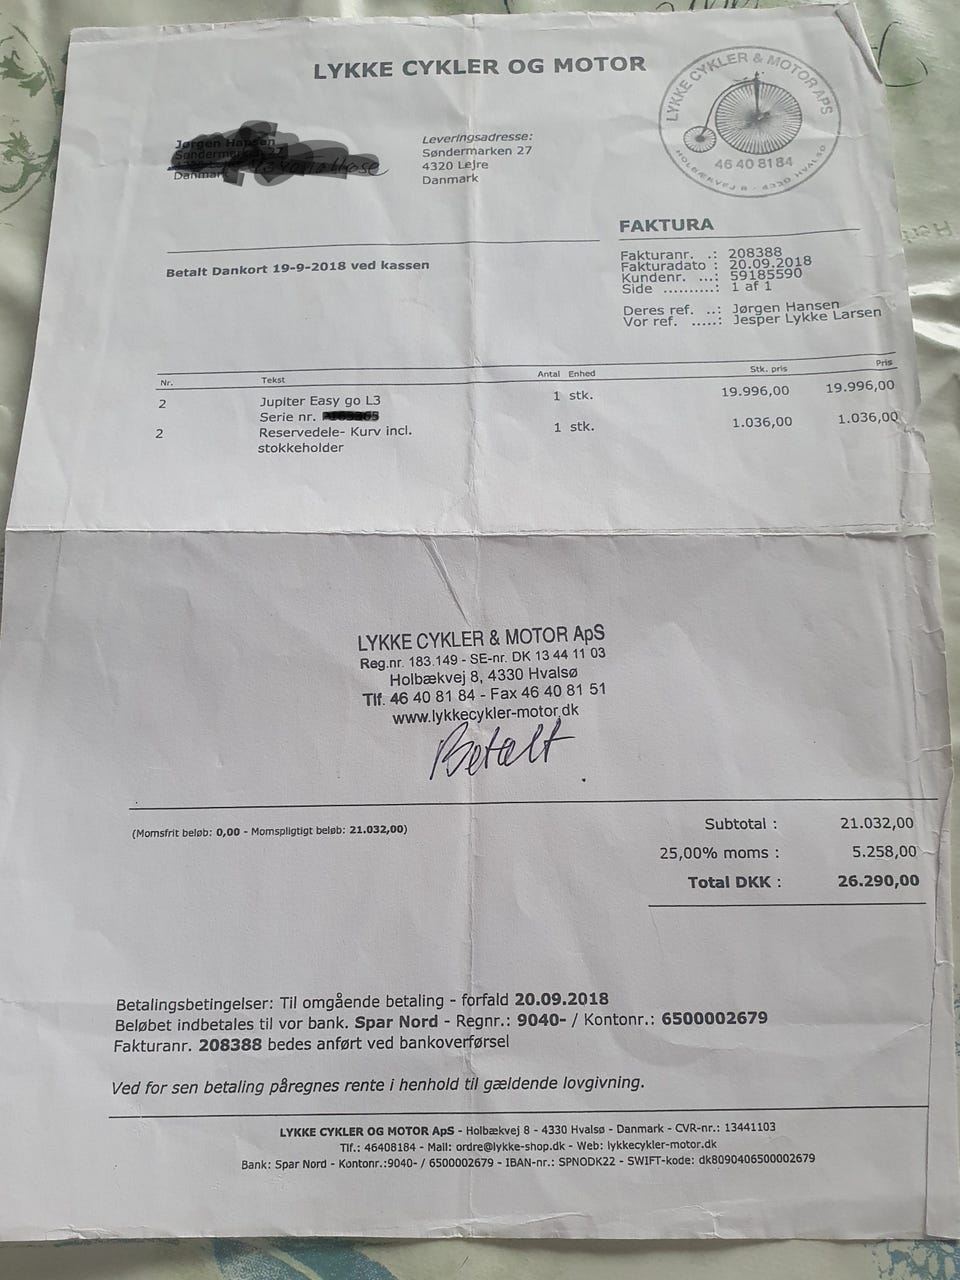 LYKKE CYKLER OG MOTOR
LYKKE CYKLER & MOTOR APS
46 40 81 84
HOLBÆKVEJ 8 - 4330 HVALSØ
Leveringsadresse:
Søndermarken 27
4320 Lejre
Danmark
FAKTURA
Fakturanr. .: 208388
Fakturadato : 20.09.2018
Kundenr. ...: 59185590
Side .........: 1 af 1
Deres ref. ..: Jørgen Hansen
Vor ref. .....: Jesper Lykke Larsen
Betalt Dankort 19-9-2018 ved kassen
Nr. Tekst Antal Enhed Stk. pris Pris
2 Jupiter Easy go L3 1 stk. 19.996,00 19.996,00
Serie nr.
2 Reservedele- Kurv incl. 1 stk. 1.036,00 1.036,00
stokkeholder
LYKKE CYKLER & MOTOR ApS
Reg.nr. 183.149 - SE-nr. DK 13 44 11 03
Holbækvej 8, 4330 Hvalsø
Tlf. 46 40 81 84 - Fax 46 40 81 51
www.lykkecykler-motor.dk
Betalt
(Momsfrit beløb: 0,00 - Momspligtigt beløb: 21.032,00)
Subtotal : 21.032,00
25,00% moms : 5.258,00
Total DKK : 26.290,00
Betalingsbetingelser: Til omgående betaling - forfald 20.09.2018
Beløbet indbetales til vor bank. Spar Nord - Regnr.: 9040- / Kontonr.: 6500002679
Fakturanr. 208388 bedes anført ved bankoverførsel
Ved for sen betaling påregnes rente i henhold til gældende lovgivning.
LYKKE CYKLER OG MOTOR ApS - Holbækvej 8 - 4330 Hvalsø - Danmark - CVR-nr.: 13441103
Tlf.: 46408184 - Mail: ordre@lykke-shop.dk - Web: lykkecykler-motor.dk
Bank: Spar Nord - Kontonr.:9040- / 6500002679 - IBAN-nr.: SPNODK22 - SWIFT-kode: dk8090406500002679